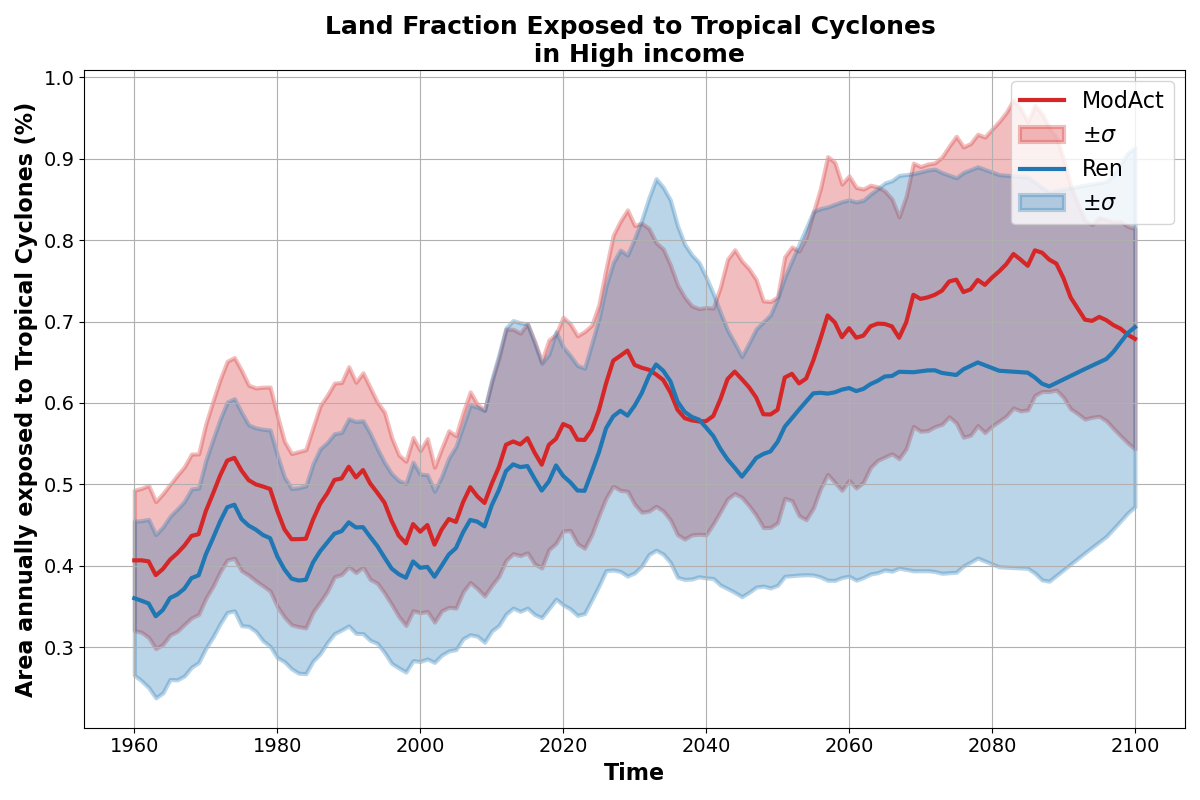 Land Fraction Exposed to Tropical Cyclones
in High income
Area annually exposed to Tropical Cyclones (%)
1.0
0.9
0.8
0.7
0.6
0.5
0.4
0.3
ModAct
±σ
Ren
±σ
1960
1980
2000
2020
2040
2060
2080
2100
Time